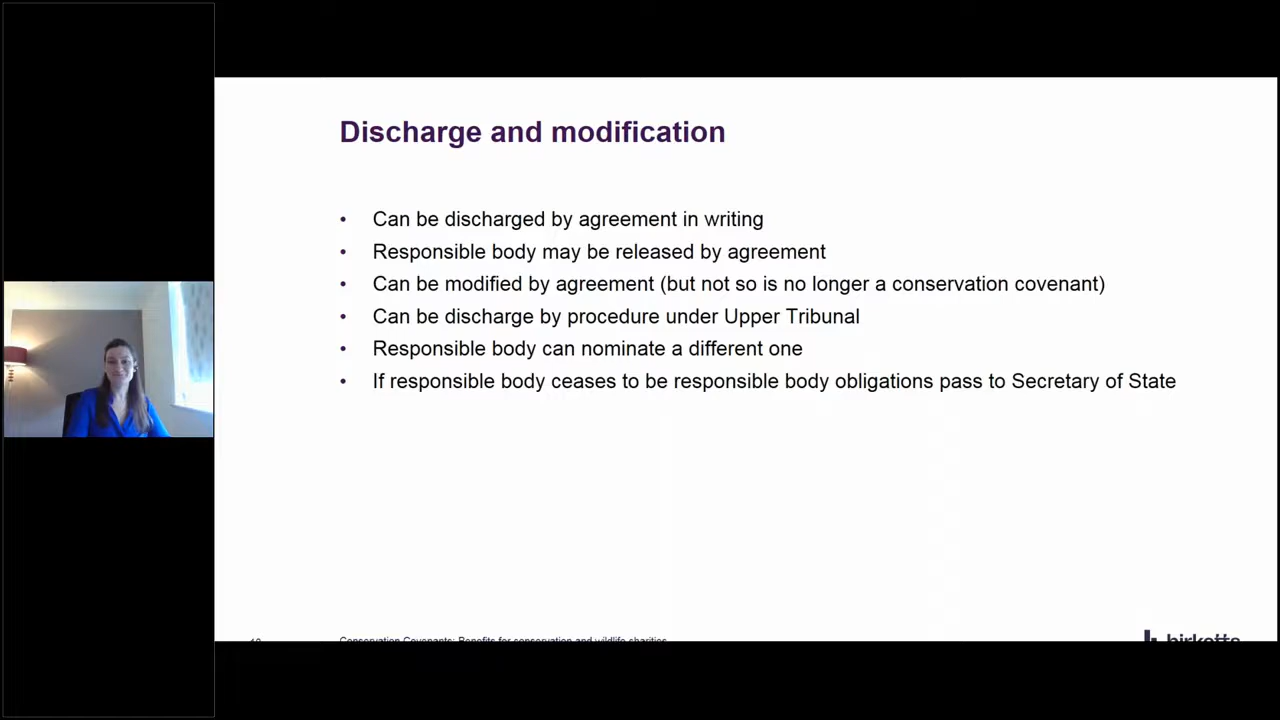 Discharge and modification
• Can be discharged by agreement in writing
• Responsible body may be released by agreement
• Can be modified by agreement (but not so is no longer a conservation covenant)
• Can be discharge by procedure under Upper Tribunal
• Responsible body can nominate a different one
• If responsible body ceases to be responsible body obligations pass to Secretary of State
Conservation Covenants: Benefits for conservation and wildlife charities
birketts